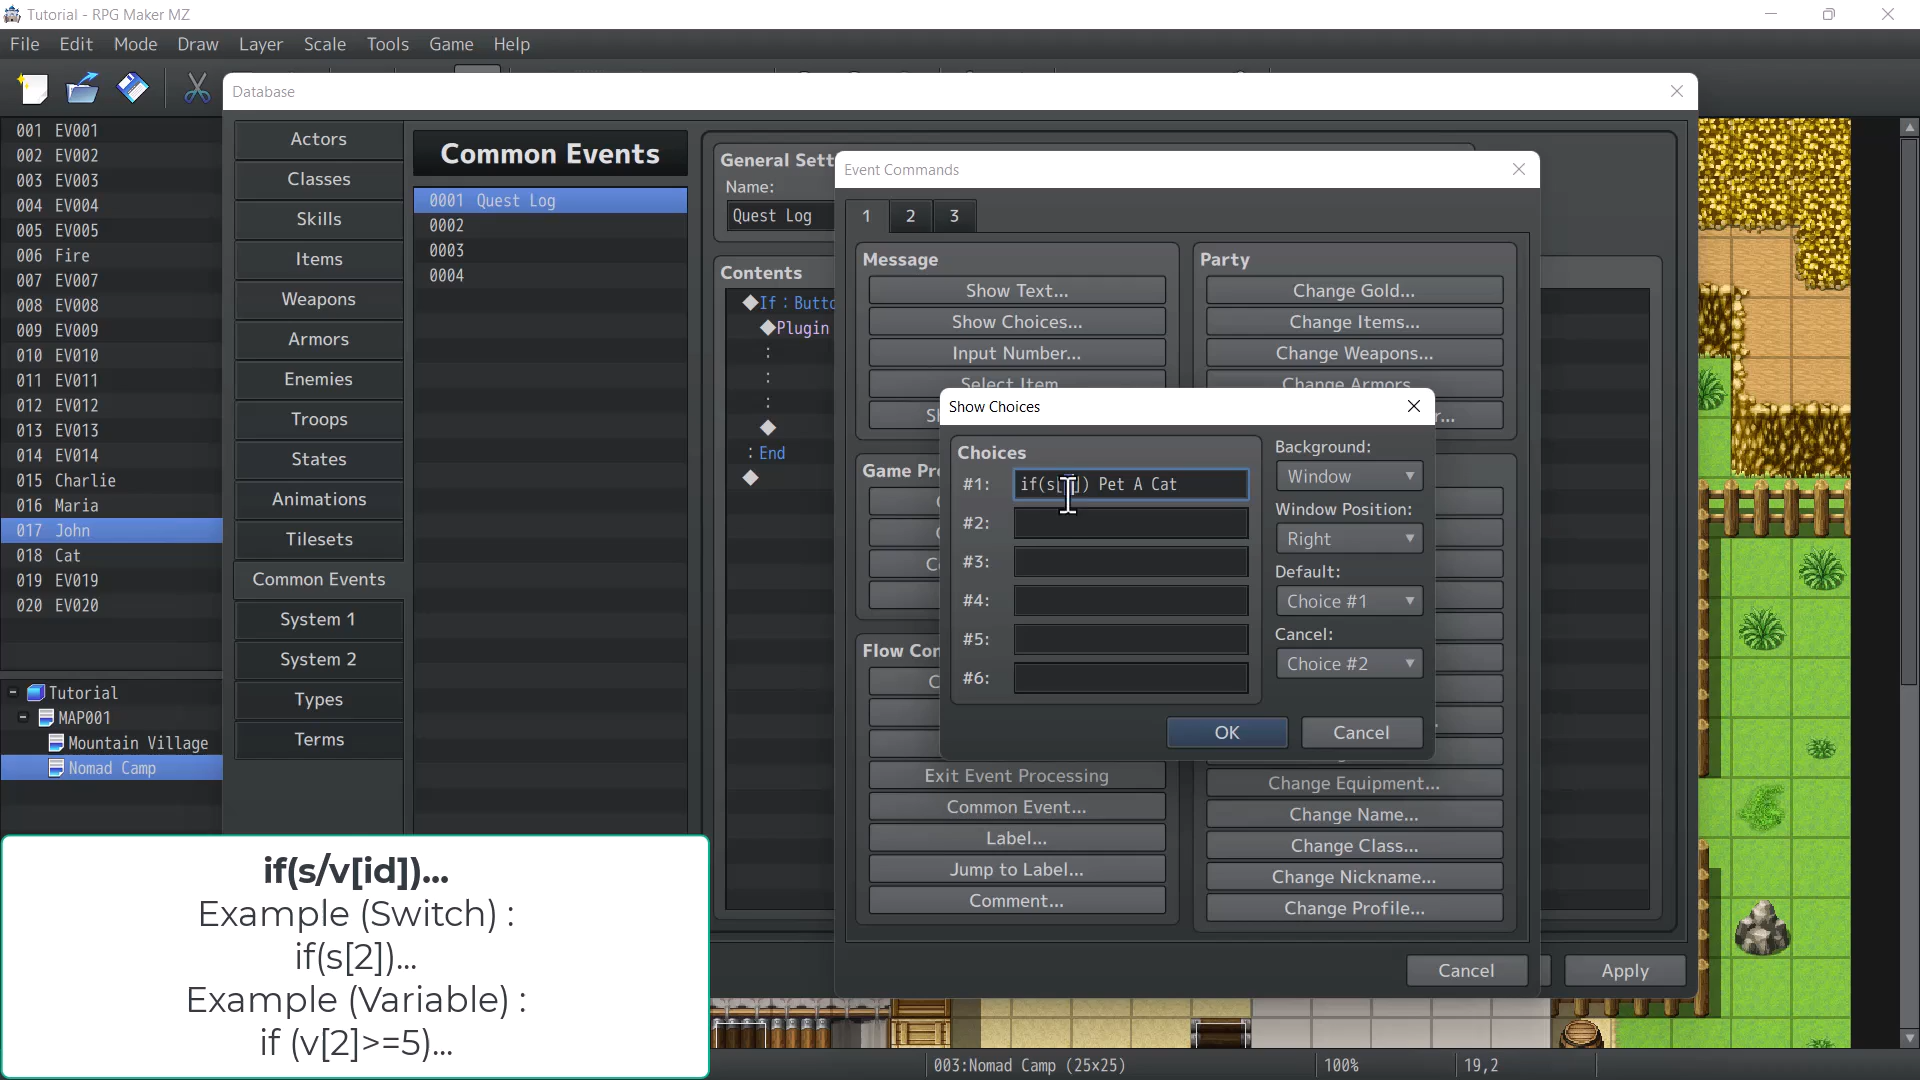 Tutorial - RPG Maker MZ
File Edit Mode Draw Layer Scale Tools Game Help
Database
001 EV001
002 EV002
003 EV003
004 EV004
005 EV005
006 Fire
007 EV007
008 EV008
009 EV009
010 EV010
011 EV011
012 EV012
013 EV013
014 EV014
015 Charlie
016 Maria
017 John
018 Cat
019 EV019
020 EV020
Tutorial
MAP001
Mountain Village
Nomad Camp
Actors
Classes
Skills
Items
Weapons
Armors
Enemies
Troops
States
Animations
Tilesets
Common Events
System 1
System 2
Types
Terms
Common Events
0001 Quest Log
0002
0003
0004
General Sett
Name:
Quest Log
Contents
◆If : Butto
◆Plugin
:
:
:
◆
: End
◆
Event Commands
1 2 3
Message
Show Text...
Show Choices...
Input Number...
Select Item
Party
Change Gold...
Change Items...
Change Weapons...
Change Armors
Game Pro
Flow Con
Exit Event Processing
Common Event...
Label...
Jump to Label...
Comment...
Change Equipment...
Change Name...
Change Class...
Change Nickname...
Change Profile...
Cancel
Apply
Show Choices
Choices
#1:
#2:
#3:
#4:
#5:
#6:
Pet A Cat
Background:
Window
Window Position:
Right
Default:
Choice #1
Cancel:
Choice #2
OK
Cancel
if(s/v[id])...
Example (Switch) :
if(s[2])...
Example (Variable) :
if (v[2]>=5)...
003:Nomad Camp (25x25)
100%
19,2